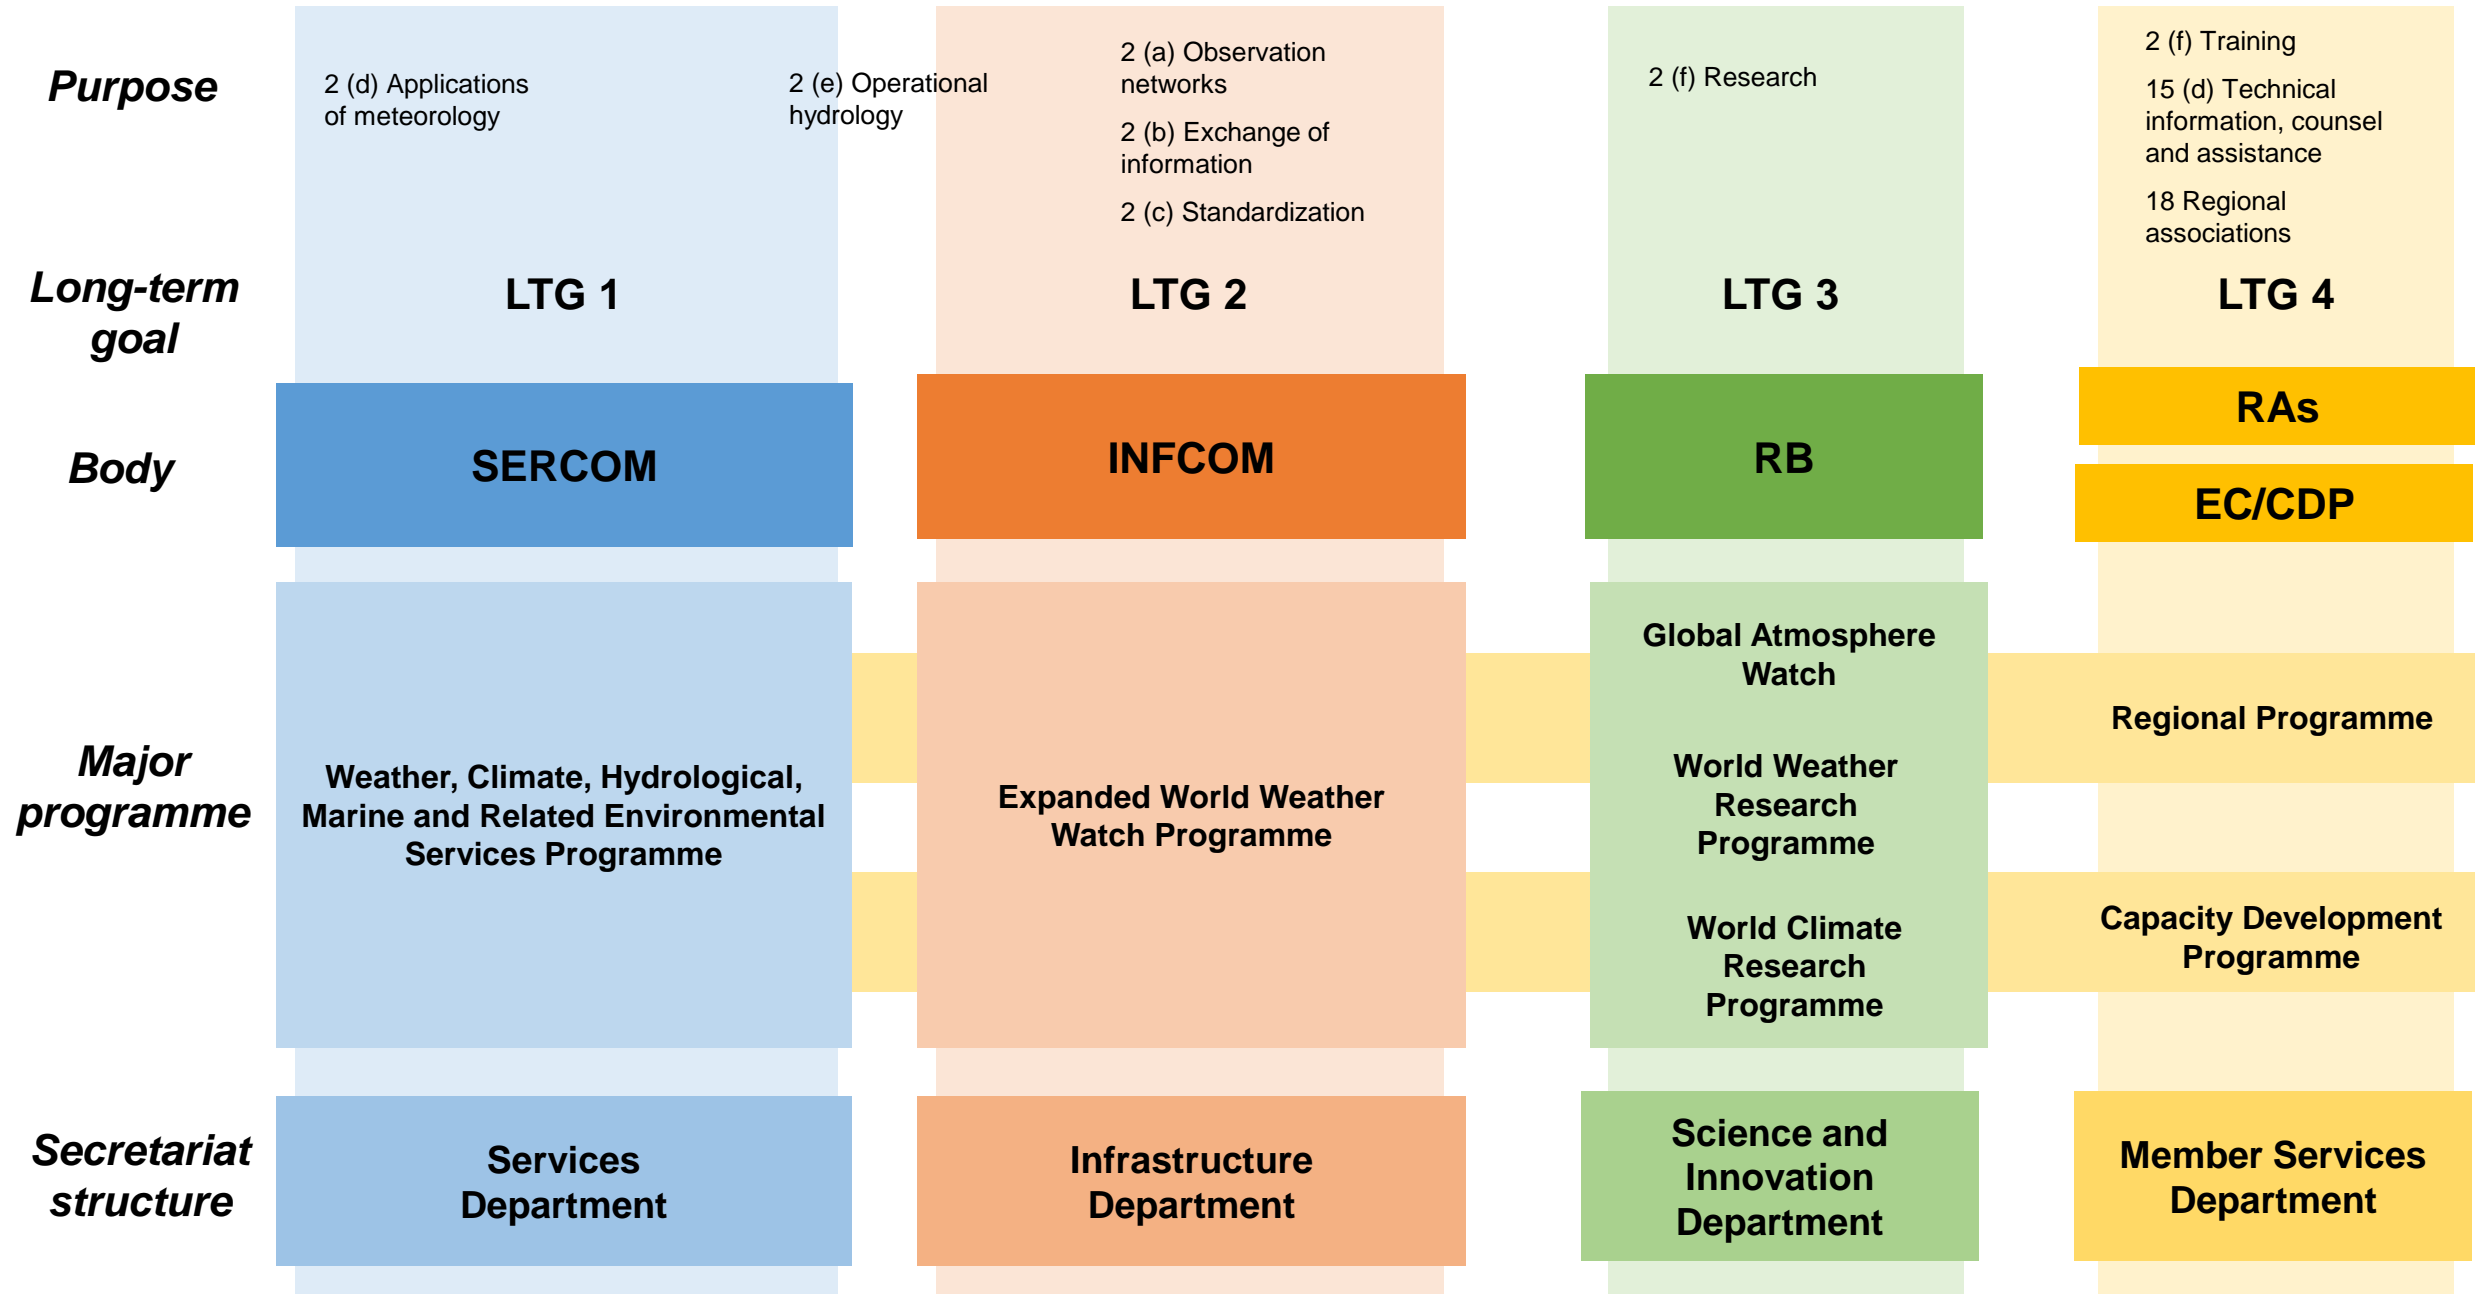 Purpose
2 (d) Applications
of meteorology
2 (e) Operational
hydrology
2 (a) Observation
networks
2 (b) Exchange of
information
2 (c) Standardization
2 (f) Research
2 (f) Training
15 (d) Technical
information, counsel
and assistance
18 Regional
associations
Long-term
goal
LTG 1
LTG 2
LTG 3
LTG 4
Body
SERCOM
INFCOM
RB
RAs
EC/CDP
Major
programme
Weather, Climate, Hydrological,
Marine and Related Environmental
Services Programme
Expanded World Weather
Watch Programme
Global Atmosphere
Watch
World Weather
Research
Programme
World Climate
Research
Programme
Regional Programme
Capacity Development
Programme
Secretariat
structure
Services
Department
Infrastructure
Department
Science and
Innovation
Department
Member Services
Department